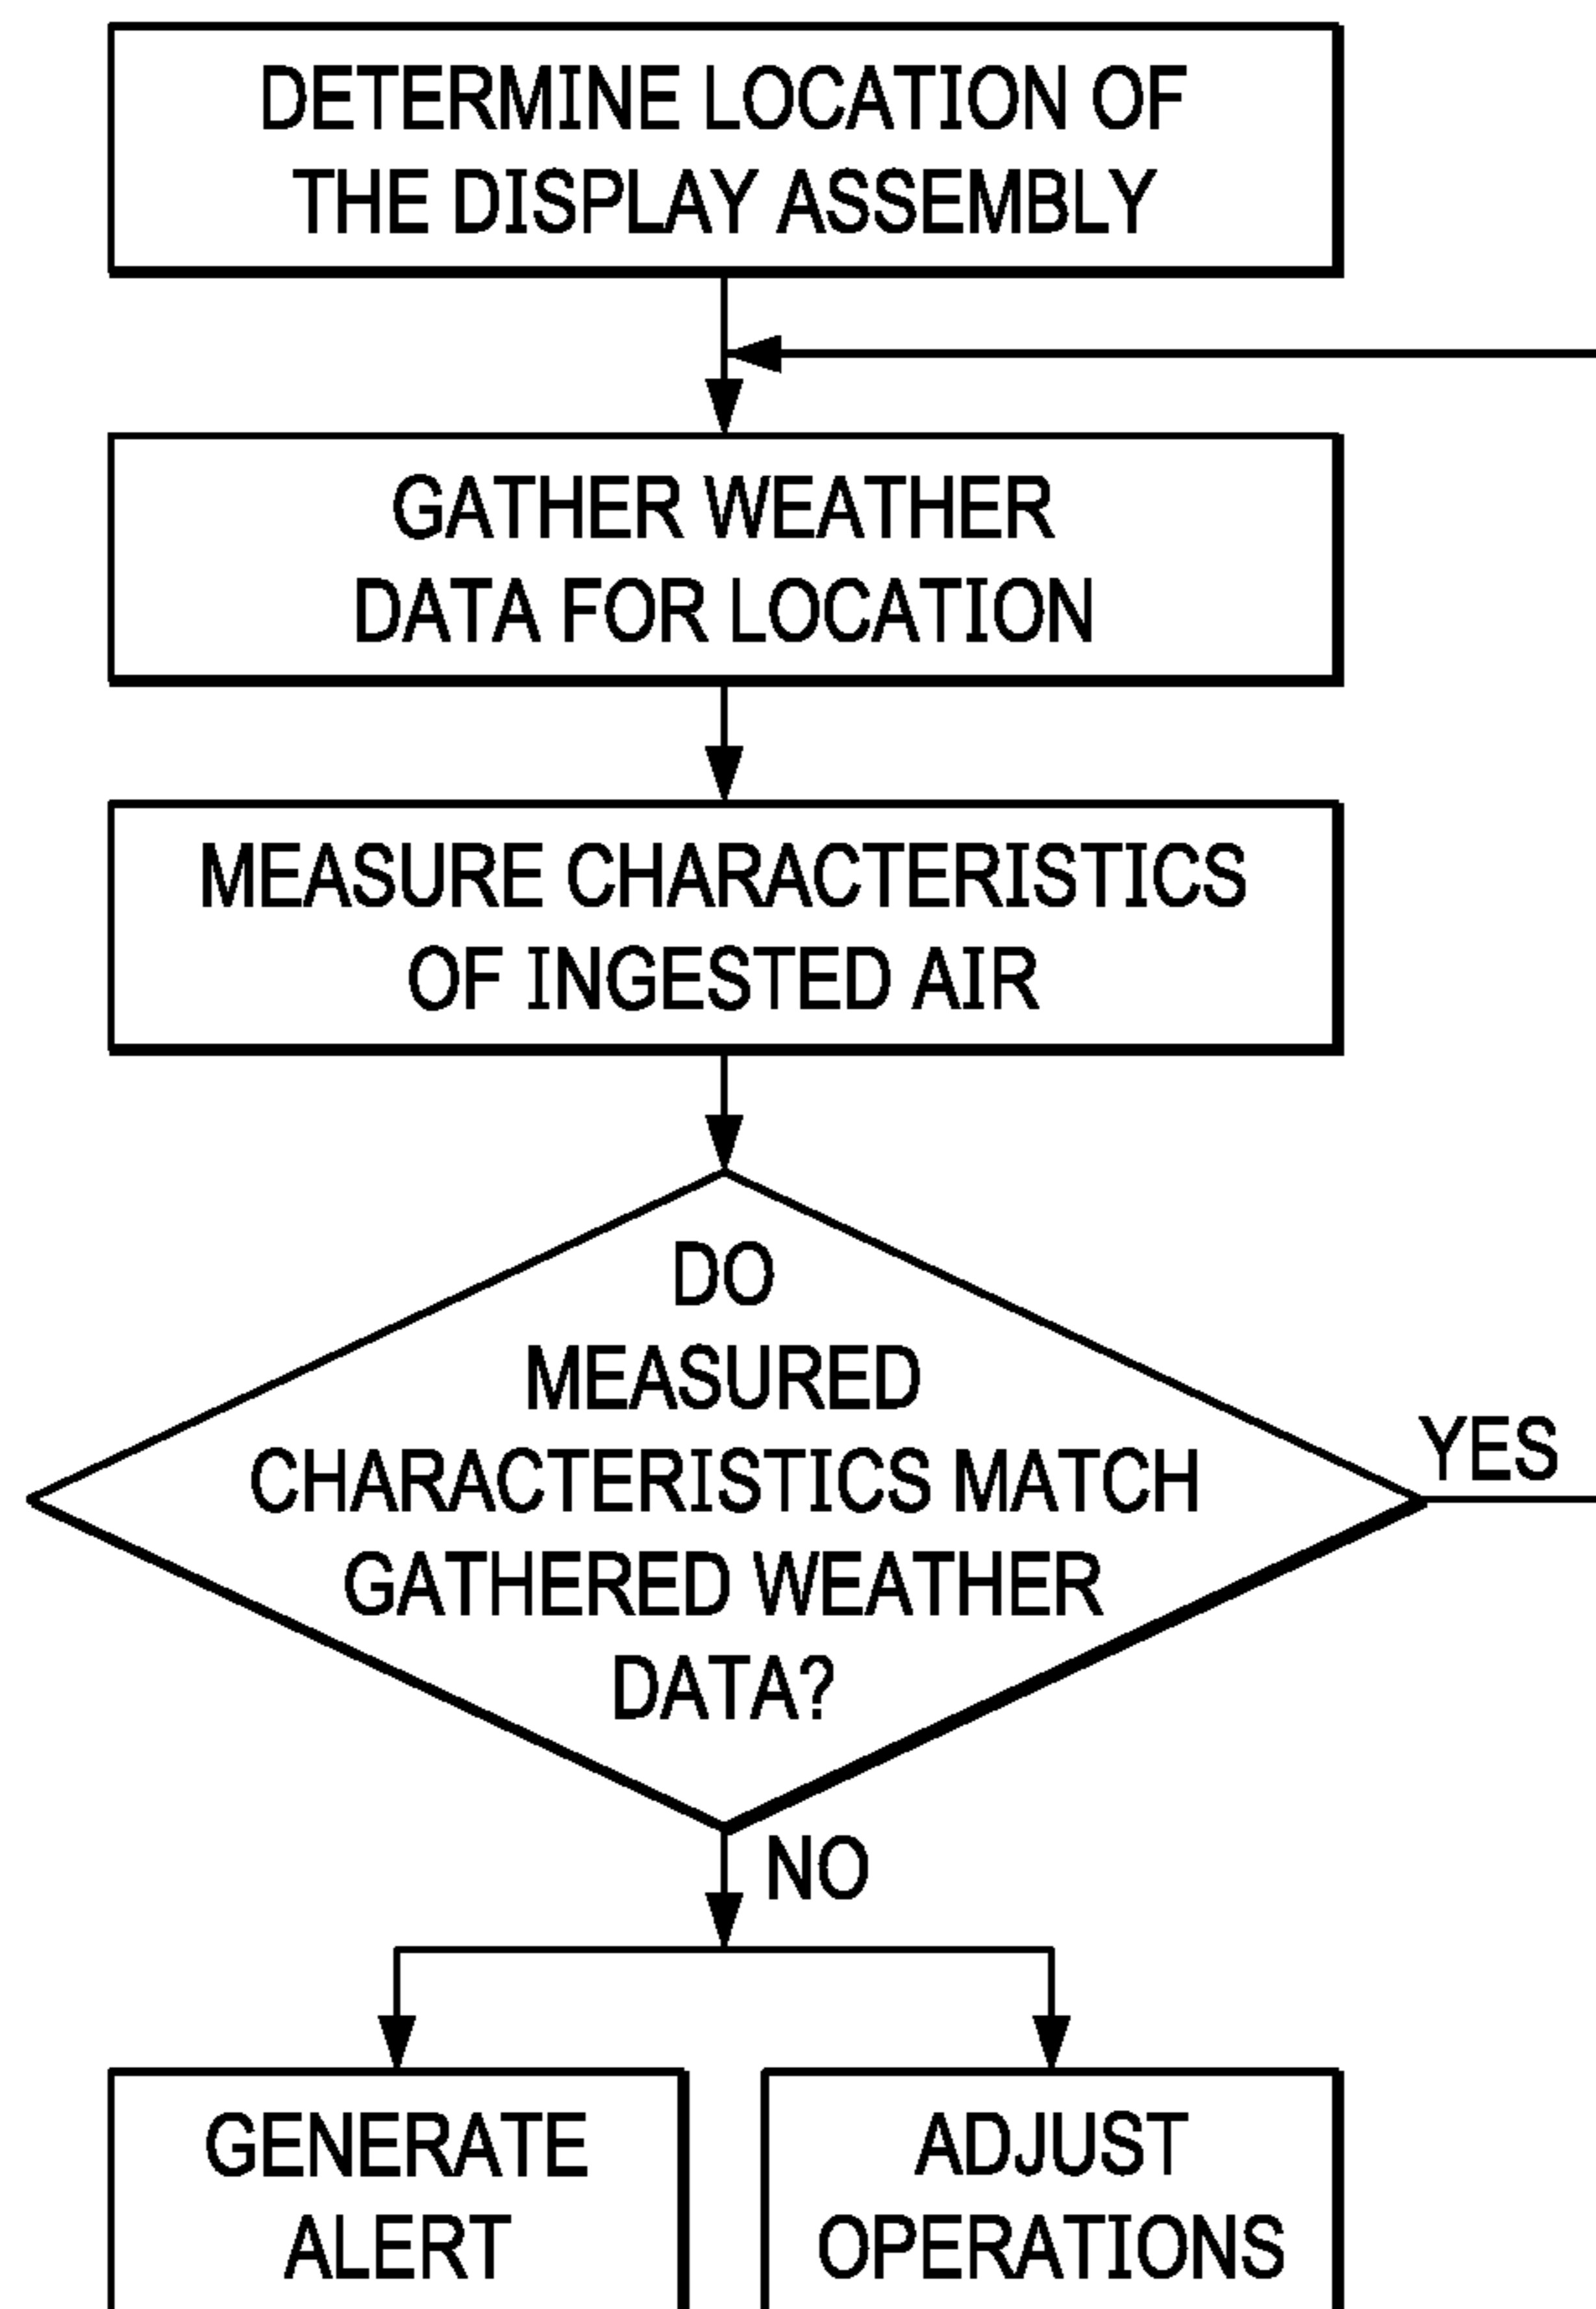 DETERMINE LOCATION OF
THE DISPLAY ASSEMBLY
GATHER WEATHER
DATA FOR LOCATION
MEASURE CHARACTERISTICS
OF INGESTED AIR
DO
MEASURED
CHARACTERISTICS MATCH
GATHERED WEATHER
DATA?
YES
NO
GENERATE
ALERT
ADJUST
OPERATIONS